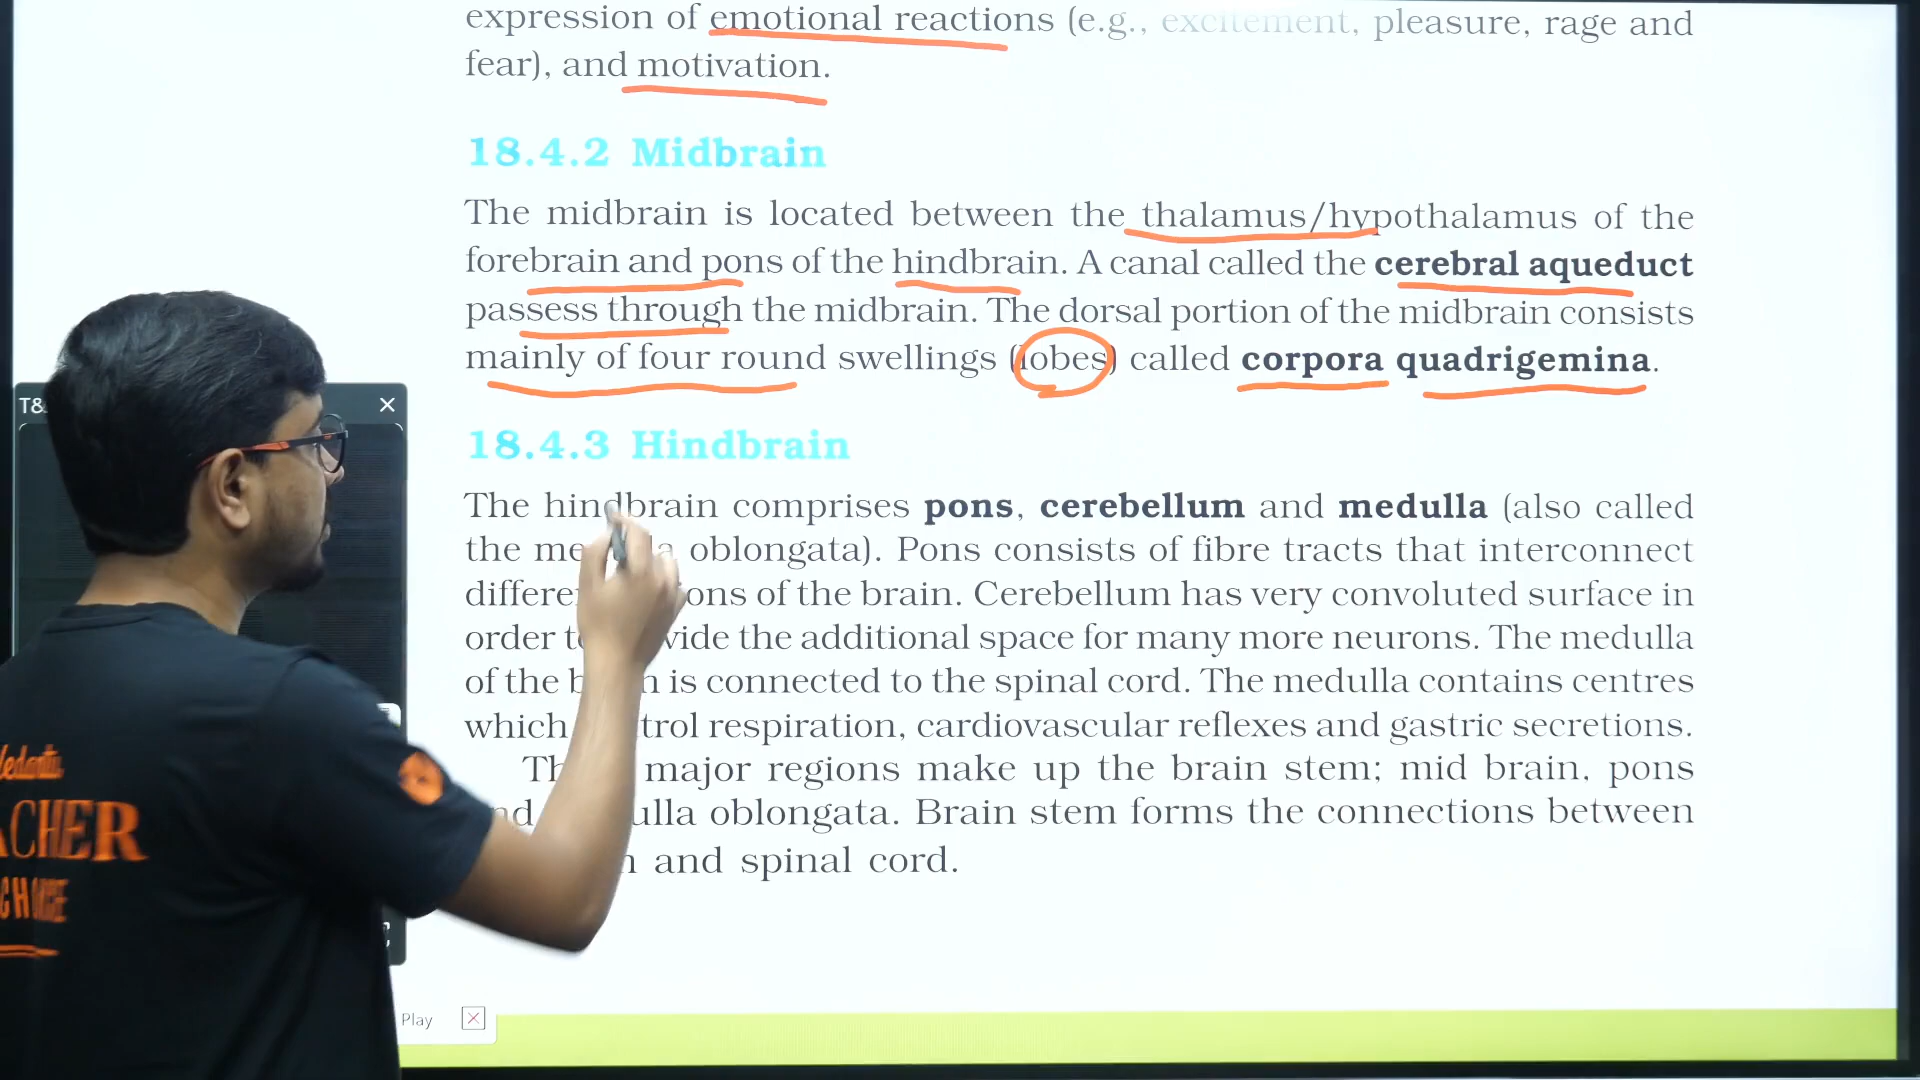 expression of emotional reactions (e.g., excitement, pleasure, rage and
fear), and motivation.
18.4.2 Midbrain
The midbrain is located between the thalamus/hypothalamus of the
forebrain and pons of the hindbrain. A canal called the cerebral aqueduct
passess through the midbrain. The dorsal portion of the midbrain consists
mainly of four round swellings (lobes) called corpora quadrigemina.
18.4.3 Hindbrain
The hindbrain comprises pons, cerebellum and medulla (also called
the oblongata). Pons consists of fibre tracts that interconnect
of the brain. Cerebellum has very convoluted surface in
order the additional space for many more neurons. The medulla
of the is connected to the spinal cord. The medulla contains centres
which respiration, cardiovascular reflexes and gastric secretions.
major regions make up the brain stem; mid brain, pons
oblongata. Brain stem forms the connections between
and spinal cord.
Vedantu
Play